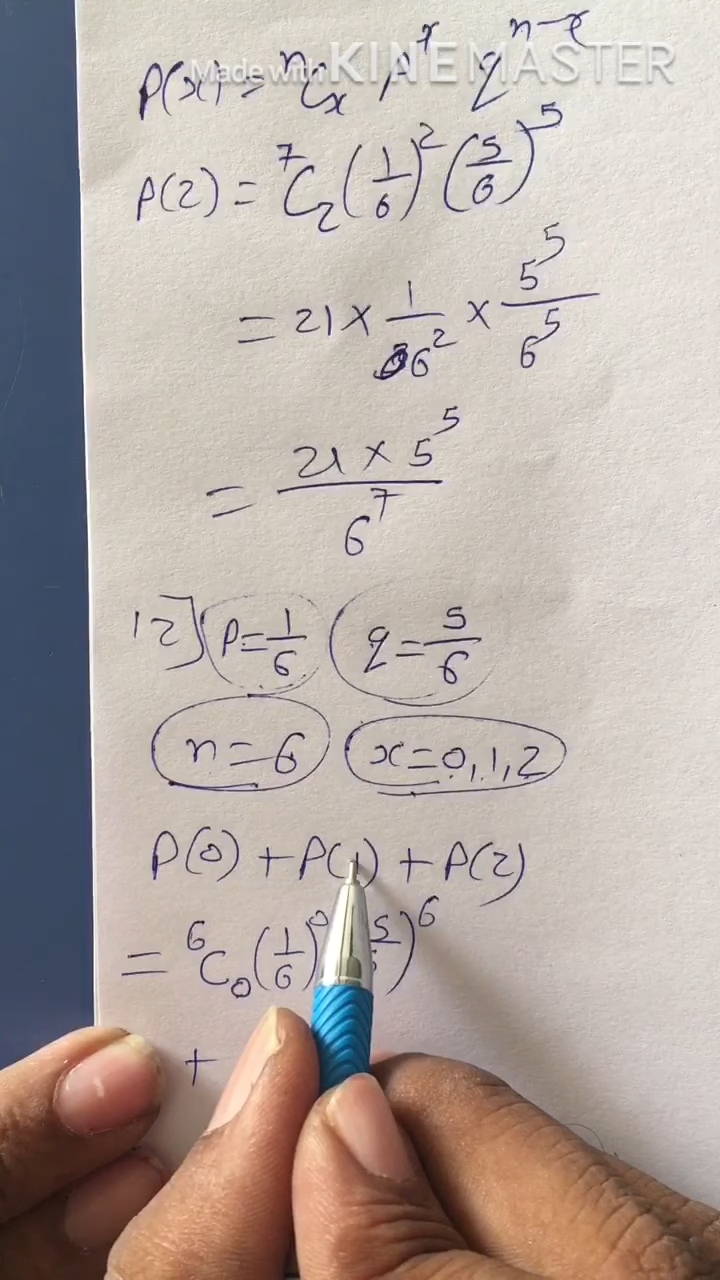 Made with KINEMASTER
P(x) = ⁿCₓ pˣ qⁿ⁻ˣ
P(2) = ⁷C₂ (1/6)² (5/6)⁵
= 21 × 1/6² × 5⁵/6⁵
= 21 × 5⁵ / 6⁷
12] P = 1/6 q = 5/6
n = 6 x = 0, 1, 2
P(0) + P(1) + P(2)
= ⁶C₀ (1/6)⁰ 5/ )⁶
+